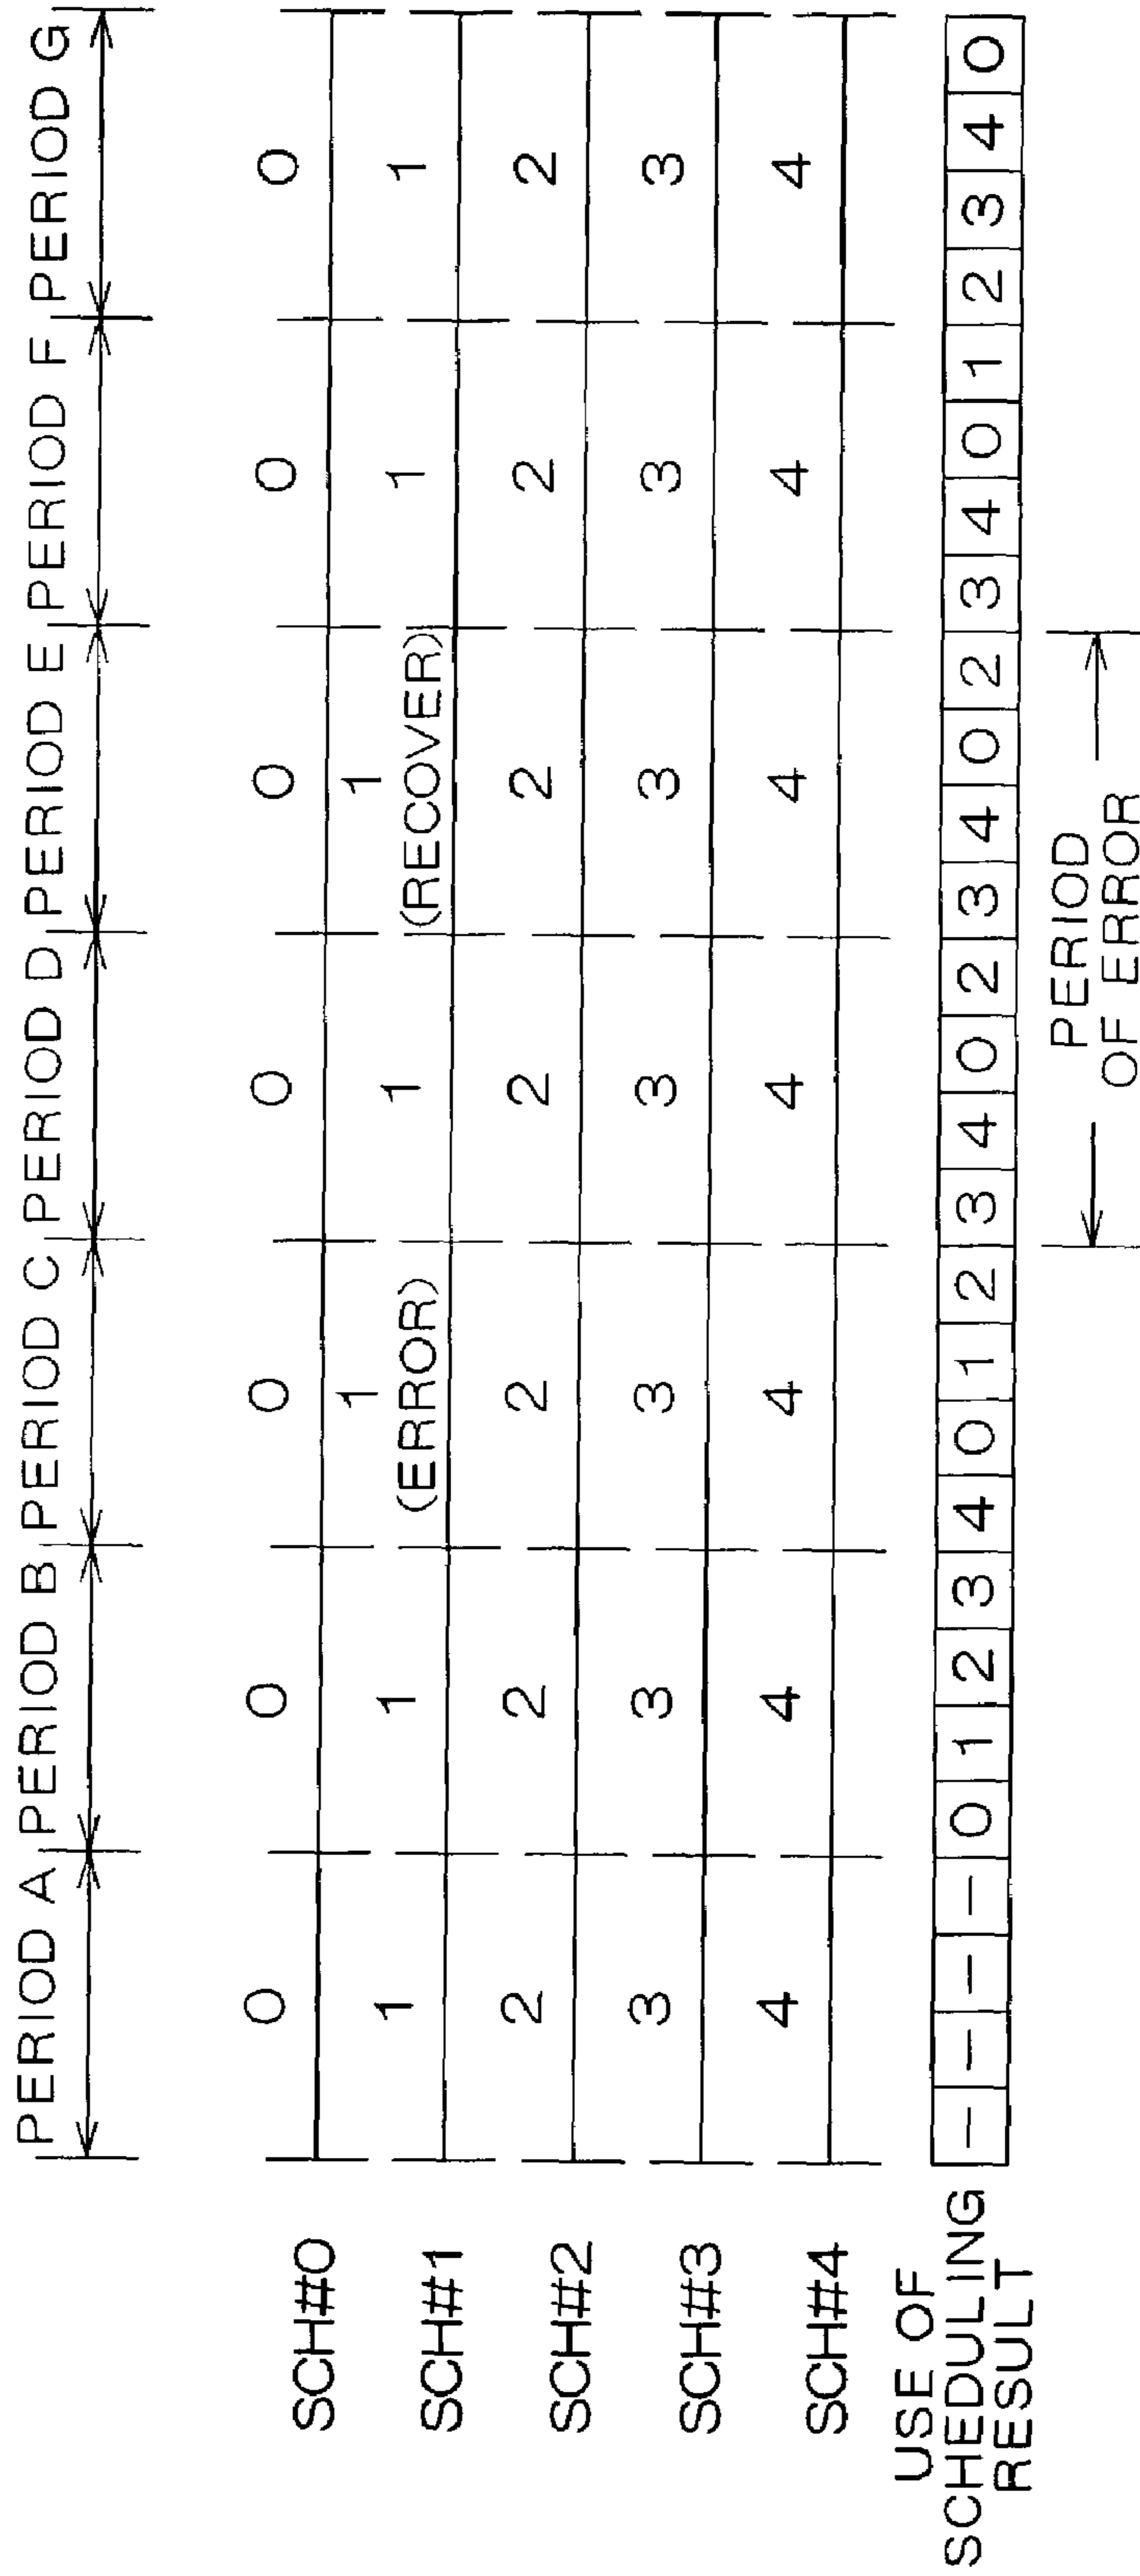 PERIOD A PERIOD B PERIOD C PERIOD D PERIOD E PERIOD F PERIOD G
SCH#0 0 0 0 0 0 0 0
SCH#1 1 1 1 1 1 1 1
(ERROR) (RECOVER)
SCH#2 2 2 2 2 2 2 2
SCH#3 3 3 3 3 3 3 3
SCH#4 4 4 4 4 4 4 4
USE OF
SCHEDULING
RESULT
– – – – 0 1 2 3 4 0 1 2 3 4 0 2 3 4 0 2 3 4 0 1 2 3 4 0
PERIOD
OF ERROR